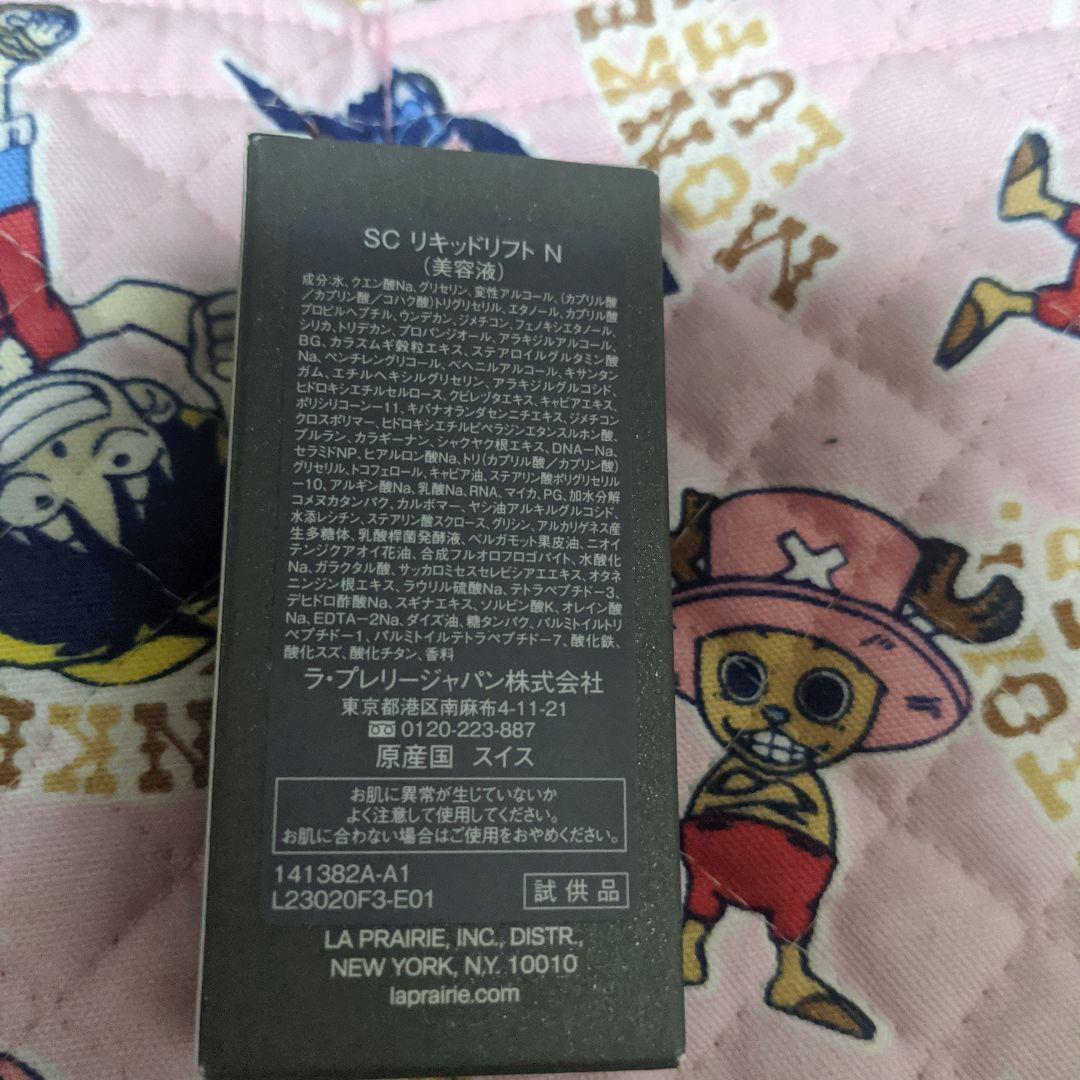 SC リキッドリフト N
(美容液)
成分:水、クエン酸Na、グリセリン、変性アルコール、(カプリル酸
/カプリン酸/コハク酸)トリグリセリル、エタノール、カプリル酸
プロピルヘプチル、ウンデカン、ジメチコン、フェノキシエタノール、
シリカ、トリデカン、プロパンジオール、アラキジルアルコール、
BG、カラスムギ穀粒エキス、ステアロイルグルタミン酸
Na、ペンチレングリコール、ベヘニルアルコール、キサンタン
ガム、エチルヘキシルグリセリン、アラキジルグルコシド、
ヒドロキシエチルセルロース、クビレヅタエキス、キャビアエキス、
ポリシリコーン-11、キバナオランダセンニチエキス、ジメチコン
クロスポリマー、ヒドロキシエチルピペラジンエタンスルホン酸、
プルラン、カラギーナン、シャクヤク根エキス、DNA-Na、
セラミドNP、ヒアルロン酸Na、トリ(カプリル酸/カプリン酸)
グリセリル、トコフェロール、キャビア油、ステアリン酸ポリグリセリル
-10、アルギン酸Na、乳酸Na、RNA、マイカ、PG、加水分解
コメヌカタンパク、カルボマー、ヤシ油アルキルグルコシド、
水添レシチン、ステアリン酸スクロース、グリシン、アルカリゲネス産
生多糖体、乳酸桿菌発酵液、ベルガモット果皮油、ニオイ
テンジクアオイ花油、合成フルオロフロゴパイト、水酸化
Na、ガラクタル酸、サッカロミセスセレビシアエエキス、オタネ
ニンジン根エキス、ラウリル硫酸Na、テトラペプチド-3、
デヒドロ酢酸Na、スギナエキス、ソルビン酸K、オレイン酸
Na、EDTA-2Na、ダイズ油、糖タンパク、パルミトイルトリ
ペプチド-1、パルミトイルテトラペプチド-7、酸化鉄、
酸化スズ、酸化チタン、香料
ラ・プレリージャパン株式会社
東京都港区南麻布4-11-21
0120-223-887
原産国 スイス
お肌に異常が生じていないか
よく注意して使用してください。
お肌に合わない場合はご使用をおやめください。
141382A-A1
L23020F3-E01
試供品
LA PRAIRIE, INC., DISTR.,
NEW YORK, N.Y. 10010
laprairie.com